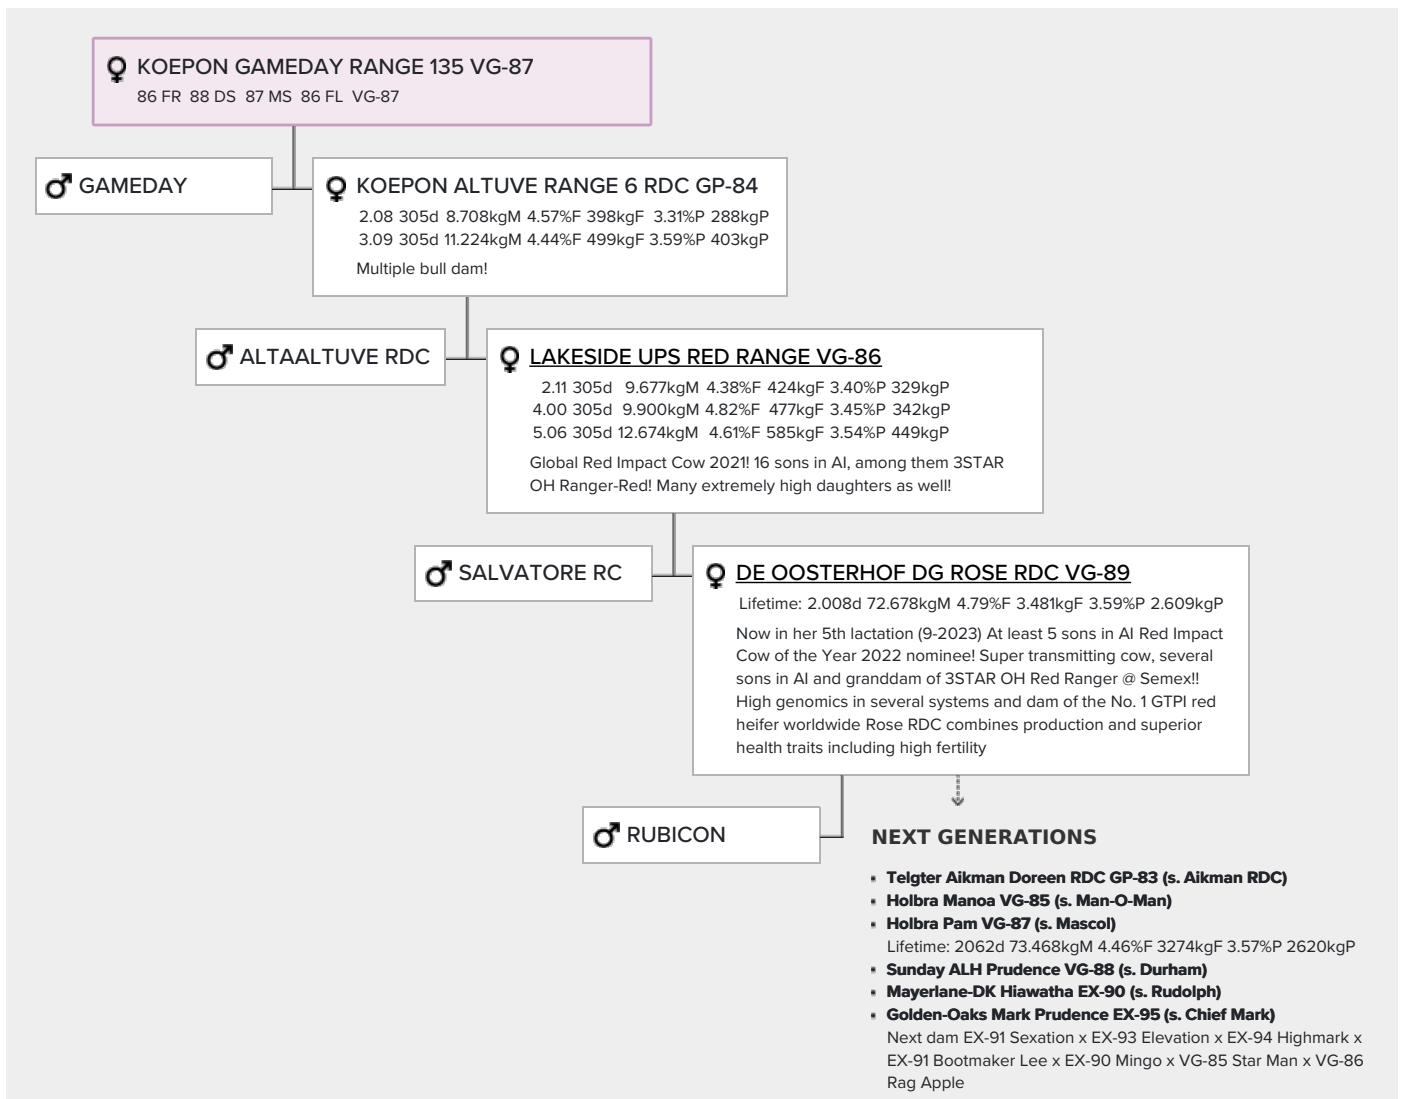 KOEPON GAMEDAY RANGE 135 VG-87
86 FR 88 DS 87 MS 86 FL VG-87
GAMEDAY
KOEPON ALTUVE RANGE 6 RDC GP-84
2.08 305d 8.708kgM 4.57%F 398kgF 3.31%P 288kgP
3.09 305d 11.224kgM 4.44%F 499kgF 3.59%P 403kgP
Multiple bull dam!
ALTAALTUVE RDC
LAKESIDE UPS RED RANGE VG-86
2.11 305d 9.677kgM 4.38%F 424kgF 3.40%P 329kgP
4.00 305d 9.900kgM 4.82%F 477kgF 3.45%P 342kgP
5.06 305d 12.674kgM 4.61%F 585kgF 3.54%P 449kgP
Global Red Impact Cow 2021! 16 sons in AI, among them 3STAR
OH Ranger-Red! Many extremely high daughters as well!
SALVATORE RC
DE OOSTERHOF DG ROSE RDC VG-89
Lifetime: 2.008d 72.678kgM 4.79%F 3.481kgF 3.59%P 2.609kgP
Now in her 5th lactation (9-2023) At least 5 sons in AI Red Impact
Cow of the Year 2022 nominee! Super transmitting cow, several
sons in AI and granddam of 3STAR OH Red Ranger @ Semex!!
High genomics in several systems and dam of the No. 1 GTPI red
heifer worldwide Rose RDC combines production and superior
health traits including high fertility
RUBICON
NEXT GENERATIONS
Telgter Aikman Doreen RDC GP-83 (s. Aikman RDC)
Holbra Manoa VG-85 (s. Man-O-Man)
Holbra Pam VG-87 (s. Mascol)
Lifetime: 2062d 73.468kgM 4.46%F 3274kgF 3.57%P 2620kgP
Sunday ALH Prudence VG-88 (s. Durham)
Mayerlane-DK Hiawatha EX-90 (s. Rudolph)
Golden-Oaks Mark Prudence EX-95 (s. Chief Mark)
Next dam EX-91 Sexation x EX-93 Elevation x EX-94 Highmark x
EX-91 Bootmaker Lee x EX-90 Mingo x VG-85 Star Man x VG-86
Rag Apple